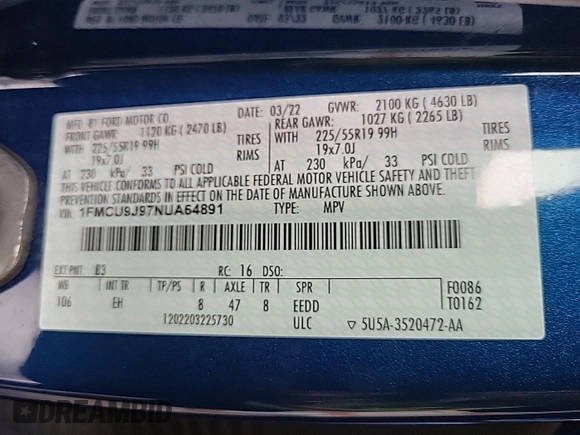 MFD. BY FORD MOTOR CO.
DATE: 03/22 GVWR: 2100 KG ( 4630 LB)
FRONT GAWR: 1120 KG ( 2470 LB)
REAR GAWR: 1027 KG ( 2265 LB)
WITH 225/55R19 99H TIRES
WITH 225/55R19 99H TIRES
19x7.0J RIMS
19x7.0J RIMS
AT 230 kPa/ 33 PSI COLD
AT 230 kPa/ 33 PSI COLD
THIS VEHICLE CONFORMS TO ALL APPLICABLE FEDERAL MOTOR VEHICLE SAFETY AND THEFT PREVENTION
STANDARDS IN EFFECT ON THE DATE OF MANUFACTURE SHOWN ABOVE.
VIN: 1FMCU9J97NUA64891 TYPE: MPV
EXT PNT: B3 RC: 16 DSO:
WB INT TR TP/PS R AXLE TR SPR F0086
106 EH 8 47 8 EEDD T0162
1202203225730 ULC 5U5A-3520472-AA
DREAMBID